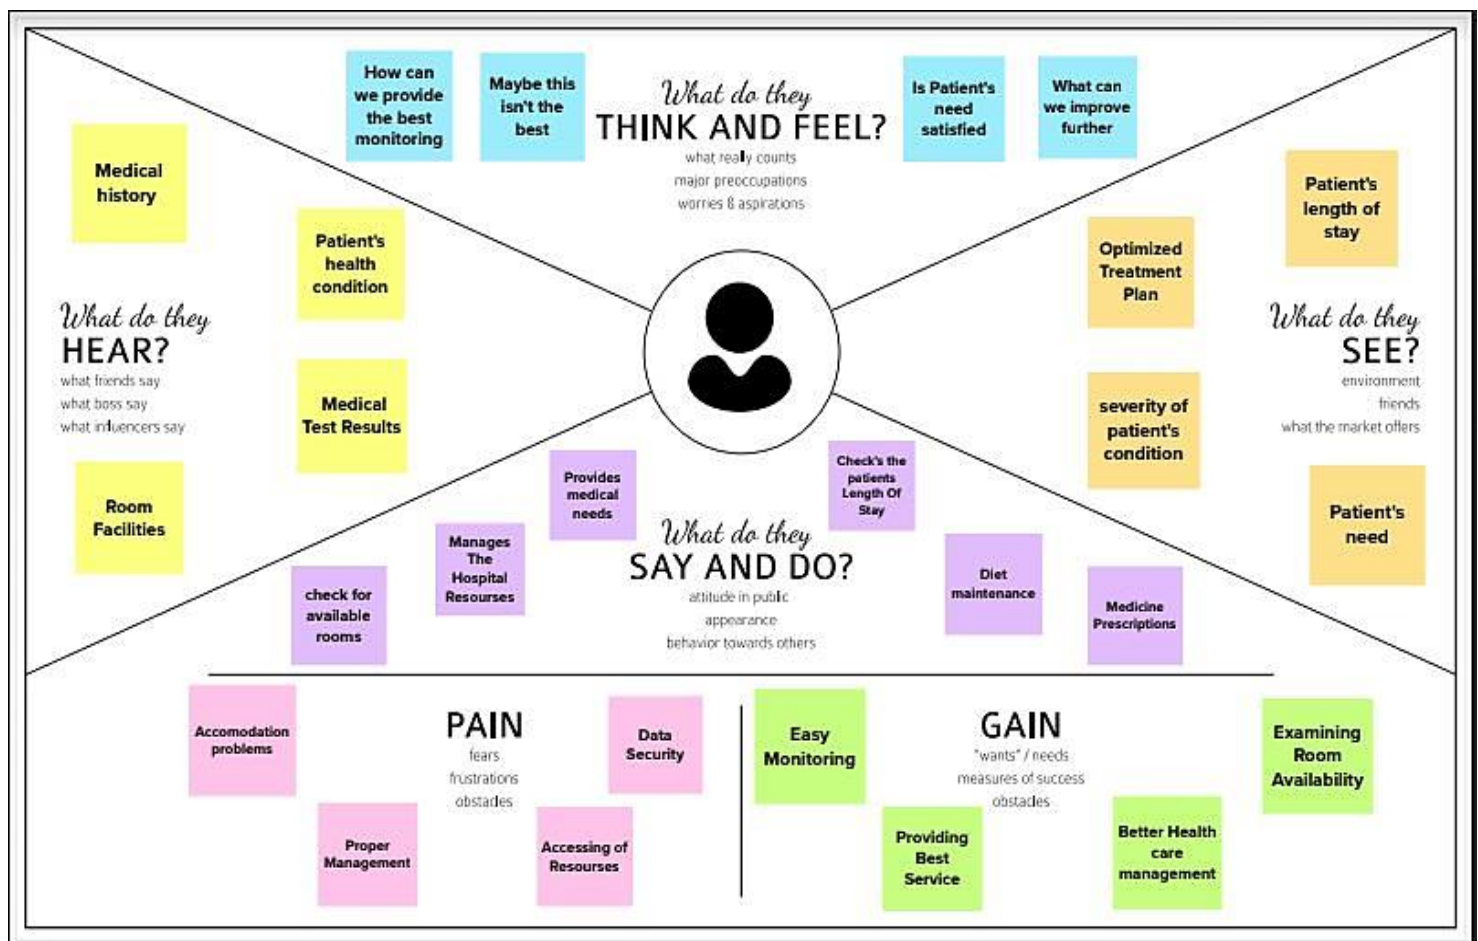 How can
we provide
the best
monitoring
Maybe this
isn't the
best
What do they
THINK AND FEEL?
what really counts
major preoccupations
worries & aspirations
Is Patient's
need
satisfied
What can
we improve
further
Medical
history
Patient's
health
condition
What do they
HEAR?
what friends say
what boss say
what influencers say
Medical
Test Results
Room
Facilities
Optimized
Treatment
Plan
Patient's
length of
stay
What do they
SEE?
environment
friends
what the market offers
severity of
patient's
condition
Patient's
need
Provides
medical
needs
Manages
The
Hospital
Resourses
check for
available
rooms
What do they
SAY AND DO?
attitude in public
appearance
behavior towards others
Check's the
patients
Length Of
Stay
Diet
maintenance
Medicine
Prescriptions
Accomodation
problems
PAIN
fears
frustrations
obstacles
Data
Security
Proper
Management
Accessing of
Resourses
Easy
Monitoring
GAIN
"wants" / needs
measures of success
obstacles
Examining
Room
Availability
Providing
Best
Service
Better Health
care
management